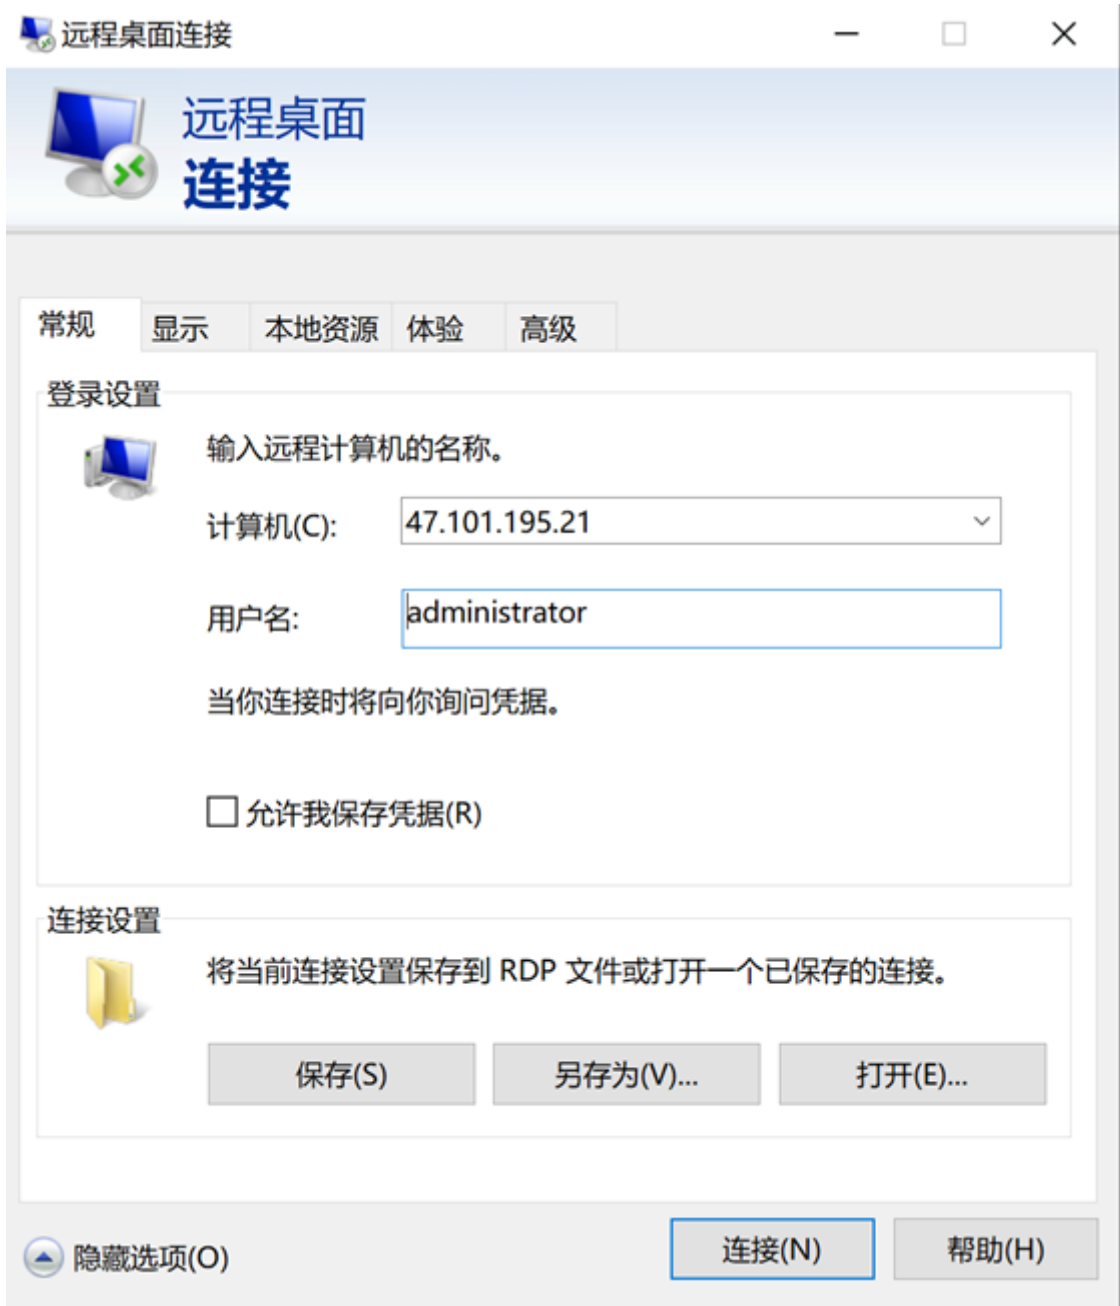 远程桌面连接
远程桌面
连接
常规 显示 本地资源 体验 高级
登录设置
输入远程计算机的名称。
计算机(C): 47.101.195.21
用户名: administrator
当你连接时将向你询问凭据。
允许我保存凭据(R)
连接设置
将当前连接设置保存到 RDP 文件或打开一个已保存的连接。
保存(S) 另存为(V)... 打开(E)...
隐藏选项(O) 连接(N) 帮助(H)